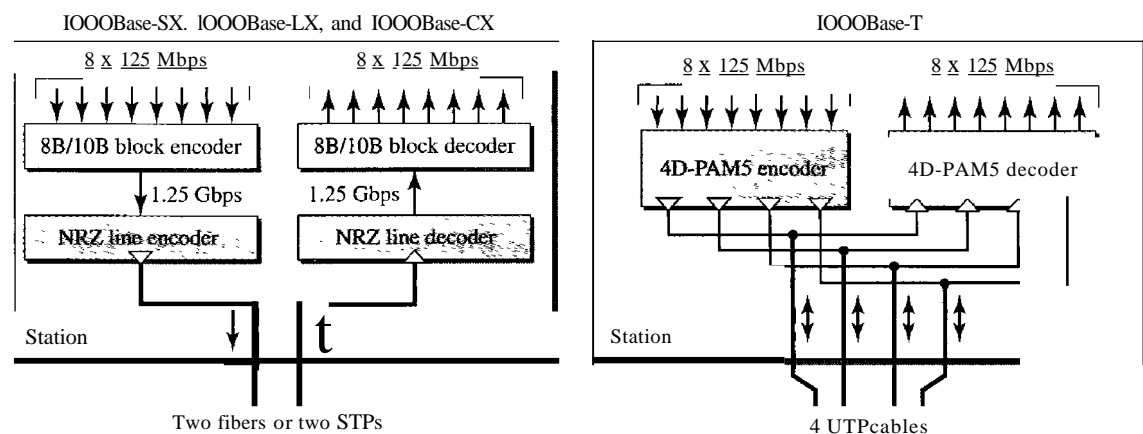 IOOOBase-SX. lOOOBase-LX, and IOOOBase-CX
8 x 125 Mbps
8 x 125 Mbps
8B/10B block encoder
8B/10B block decoder
1.25 Gbps
1.25 Gbps
NRZ line encoder
NRZ line decoder
t
Station
Two fibers or two STPs
IOOOBase-T
8 x 125 Mbps
8 x 125 Mbps
4D-PAM5 encoder
4D-PAM5 decoder
Station
4 UTPcables